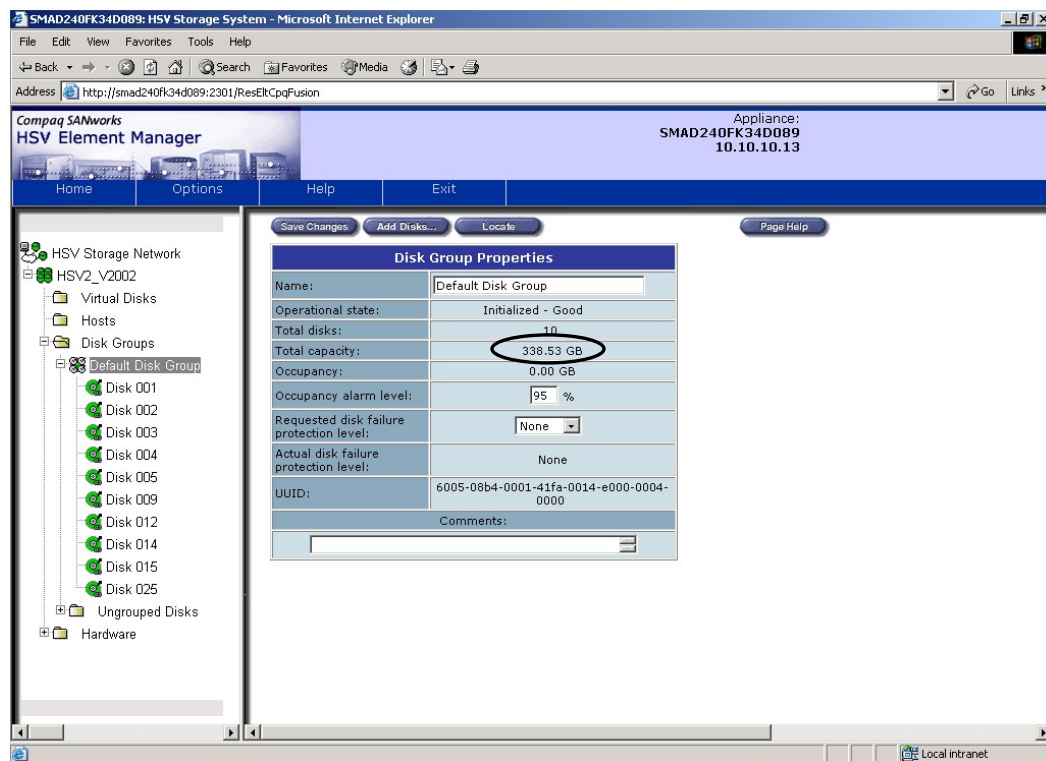 SMAD240FK34D089: HSV Storage System - Microsoft Internet Explorer
File Edit View Favorites Tools Help
Back Search Favorites Media
Address http://smad240fk34d089:2301/ResEltCpqFusion Go Links
Compaq SANworks
HSV Element Manager
Appliance:
SMAD240FK34D089
10.10.10.13
Home Options Help Exit
Save Changes Add Disks... Locate Page Help
HSV Storage Network
HSV2_V2002
Virtual Disks
Hosts
Disk Groups
Default Disk Group
Disk 001
Disk 002
Disk 003
Disk 004
Disk 005
Disk 009
Disk 012
Disk 014
Disk 015
Disk 025
Ungrouped Disks
Hardware
Disk Group Properties
Name: Default Disk Group
Operational state: Initialized - Good
Total disks: 10
Total capacity: 338.53 GB
Occupancy: 0.00 GB
Occupancy alarm level: 95 %
Requested disk failure
protection level: None
Actual disk failure
protection level: None
UUID: 6005-08b4-0001-41fa-0014-e000-0004-
0000
Comments:
Local intranet